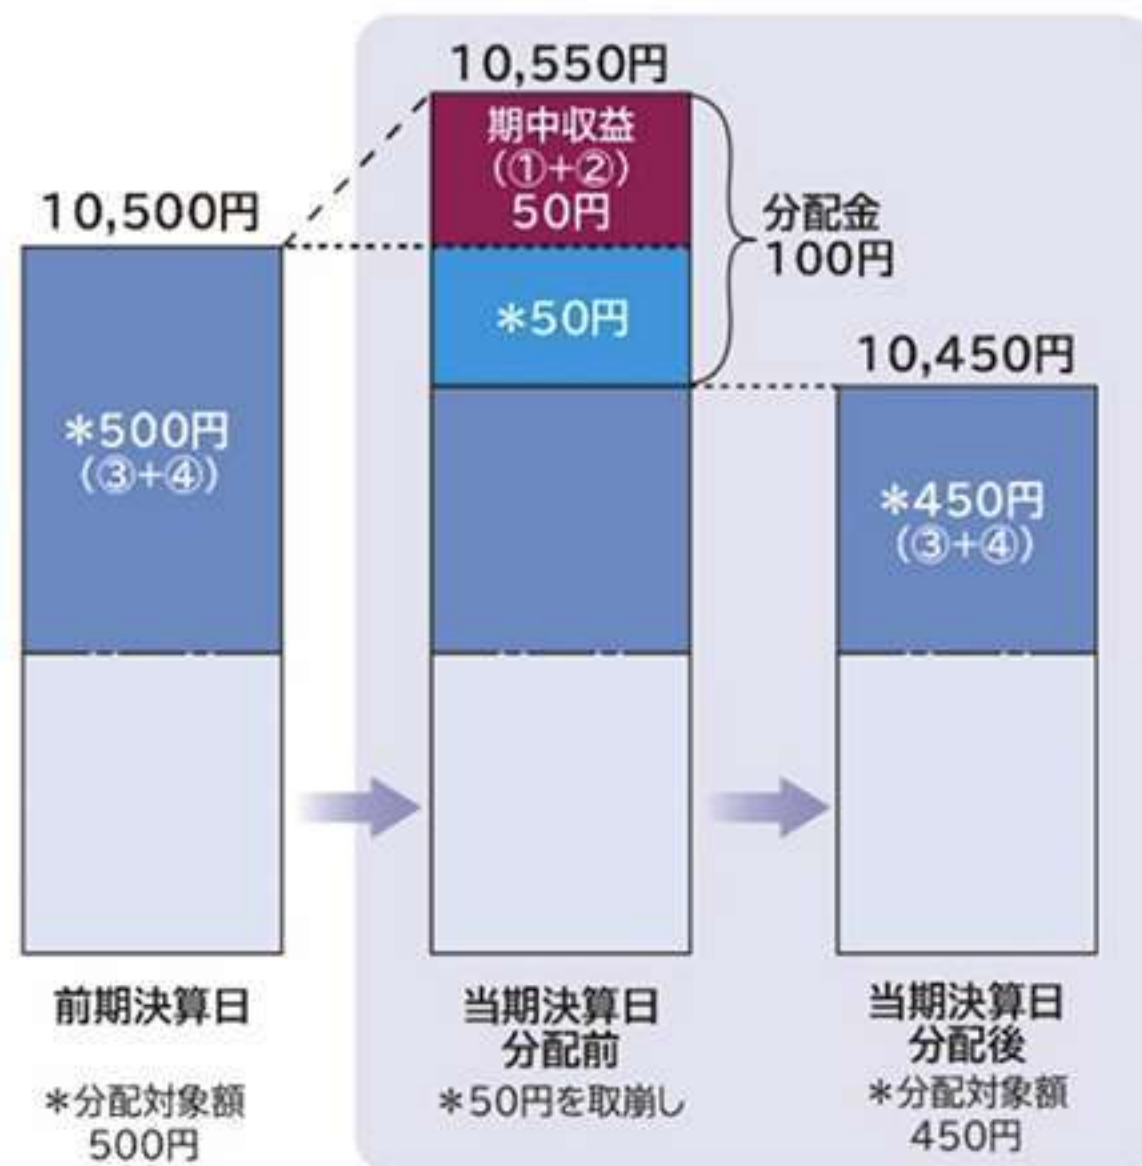 10,500円
*500円
(③+④)
前期決算日
*分配対象額
500円
10,550円
期中収益
(①+②)
50円
*50円
分配金
100円
当期決算日
分配前
*50円を取崩し
10,450円
*450円
(③+④)
当期決算日
分配後
*分配対象額
450円